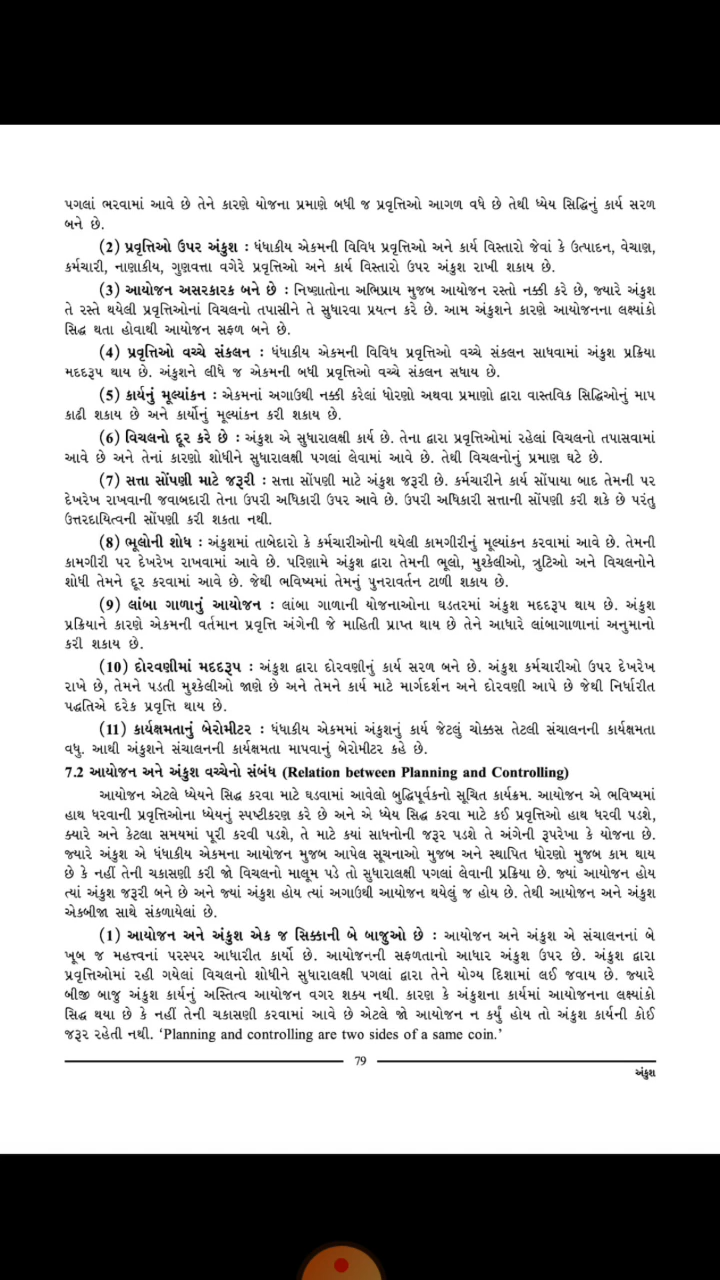 પગલાં ભરવામાં આવે છે તેને કારણે યોજના પ્રમાણે બધી જ પ્રવૃત્તિઓ આગળ વધે છે તેથી ધ્યેય સિદ્ધિનું કાર્ય સરળ
બને છે.
(2) પ્રવૃત્તિઓ ઉપર અંકુશ : ધંધાકીય એકમની વિવિધ પ્રવૃત્તિઓ અને કાર્ય વિસ્તારો જેવાં કે ઉત્પાદન, વેચાણ,
કર્મચારી, નાણાકીય, ગુણવત્તા વગેરે પ્રવૃત્તિઓ અને કાર્ય વિસ્તારો ઉપર અંકુશ રાખી શકાય છે.
(3) આયોજન અસરકારક બને છે : નિષ્ણાતોના અભિપ્રાય મુજબ આયોજન રસ્તો નક્કી કરે છે, જ્યારે અંકુશ
તે રસ્તે થયેલી પ્રવૃત્તિઓનાં વિચલનો તપાસીને તે સુધારવા પ્રયત્ન કરે છે. આમ અંકુશને કારણે આયોજનના લક્ષ્યાંકો
સિદ્ધ થતા હોવાથી આયોજન સફળ બને છે.
(4) પ્રવૃત્તિઓ વચ્ચે સંકલન : ધંધાકીય એકમની વિવિધ પ્રવૃત્તિઓ વચ્ચે સંકલન સાધવામાં અંકુશ પ્રક્રિયા
મદદરૂપ થાય છે. અંકુશને લીધે જ એકમની બધી પ્રવૃત્તિઓ વચ્ચે સંકલન સધાય છે.
(5) કાર્યનું મૂલ્યાંકન : એકમનાં અગાઉથી નક્કી કરેલાં ધોરણો અથવા પ્રમાણો દ્વારા વાસ્તવિક સિદ્ધિઓનું માપ
કાઢી શકાય છે અને કાર્યોનું મૂલ્યાંકન કરી શકાય છે.
(6) વિચલનો દૂર કરે છે : અંકુશ એ સુધારાલક્ષી કાર્ય છે. તેના દ્વારા પ્રવૃત્તિઓમાં રહેલાં વિચલનો તપાસવામાં
આવે છે અને તેનાં કારણો શોધીને સુધારાલક્ષી પગલાં લેવામાં આવે છે. તેથી વિચલનોનું પ્રમાણ ઘટે છે.
(7) સત્તા સોંપણી માટે જરૂરી : સત્તા સોંપણી માટે અંકુશ જરૂરી છે. કર્મચારીને કાર્ય સોંપાયા બાદ તેમની પર
દેખરેખ રાખવાની જવાબદારી તેના ઉપરી અધિકારી ઉપર આવે છે. ઉપરી અધિકારી સત્તાની સોંપણી કરી શકે છે પરંતુ
ઉત્તરદાયિત્વની સોંપણી કરી શકતા નથી.
(8) ભૂલોની શોધ : અંકુશમાં તાબેદારો કે કર્મચારીઓની થયેલી કામગીરીનું મૂલ્યાંકન કરવામાં આવે છે. તેમની
કામગીરી પર દેખરેખ રાખવામાં આવે છે. પરિણામે અંકુશ દ્વારા તેમની ભૂલો, મુશ્કેલીઓ, ત્રુટિઓ અને વિચલનોને
શોધી તેમને દૂર કરવામાં આવે છે. જેથી ભવિષ્યમાં તેમનું પુનરાવર્તન ટાળી શકાય છે.
(9) લાંબા ગાળાનું આયોજન : લાંબા ગાળાની યોજનાઓના ઘડતરમાં અંકુશ મદદરૂપ થાય છે. અંકુશ
પ્રક્રિયાને કારણે એકમની વર્તમાન પ્રવૃત્તિ અંગેની જે માહિતી પ્રાપ્ત થાય છે તેને આધારે લાંબાગાળાનાં અનુમાનો
કરી શકાય છે.
(10) દોરવણીમાં મદદરૂપ : અંકુશ દ્વારા દોરવણીનું કાર્ય સરળ બને છે. અંકુશ કર્મચારીઓ ઉપર દેખરેખ
રાખે છે, તેમને પડતી મુશ્કેલીઓ જાણે છે અને તેમને કાર્ય માટે માર્ગદર્શન અને દોરવણી આપે છે જેથી નિર્ધારીત
પદ્ધતિએ દરેક પ્રવૃત્તિ થાય છે.
(11) કાર્યક્ષમતાનું બેરોમીટર : ધંધાકીય એકમમાં અંકુશનું કાર્ય જેટલું ચોક્કસ તેટલી સંચાલનની કાર્યક્ષમતા
વધુ. આથી અંકુશને સંચાલનની કાર્યક્ષમતા માપવાનું બેરોમીટર કહે છે.
7.2 આયોજન અને અંકુશ વચ્ચેનો સંબંધ (Relation between Planning and Controlling)
આયોજન એટલે ધ્યેયને સિદ્ધ કરવા માટે ઘડવામાં આવેલો બુદ્ધિપૂર્વકનો સૂચિત કાર્યક્રમ. આયોજન એ ભવિષ્યમાં
હાથ ધરવાની પ્રવૃત્તિઓના ધ્યેયનું સ્પષ્ટીકરણ કરે છે અને એ ધ્યેય સિદ્ધ કરવા માટે કઈ પ્રવૃત્તિઓ હાથ ધરવી પડશે,
ક્યારે અને કેટલા સમયમાં પૂરી કરવી પડશે, તે માટે કયાં સાધનોની જરૂર પડશે તે અંગેની રૂપરેખા કે યોજના છે.
જ્યારે અંકુશ એ ધંધાકીય એકમના આયોજન મુજબ આપેલ સૂચનાઓ મુજબ અને સ્થાપિત ધોરણો મુજબ કામ થાય
છે કે નહીં તેની ચકાસણી કરી જો વિચલનો માલૂમ પડે તો સુધારાલક્ષી પગલાં લેવાની પ્રક્રિયા છે. જ્યાં આયોજન હોય
ત્યાં અંકુશ જરૂરી બને છે અને જ્યાં અંકુશ હોય ત્યાં અગાઉથી આયોજન થયેલું જ હોય છે. તેથી આયોજન અને અંકુશ
એકબીજા સાથે સંકળાયેલાં છે.
(1) આયોજન અને અંકુશ એક જ સિક્કાની બે બાજુઓ છે : આયોજન અને અંકુશ એ સંચાલનનાં બે
ખૂબ જ મહત્ત્વનાં પરસ્પર આધારીત કાર્યો છે. આયોજનની સફળતાનો આધાર અંકુશ ઉપર છે. અંકુશ દ્વારા
પ્રવૃત્તિઓમાં રહી ગયેલાં વિચલનો શોધીને સુધારાલક્ષી પગલાં દ્વારા તેને યોગ્ય દિશામાં લઈ જવાય છે. જ્યારે
બીજી બાજુ અંકુશ કાર્યનું અસ્તિત્વ આયોજન વગર શક્ય નથી. કારણ કે અંકુશના કાર્યમાં આયોજનના લક્ષ્યાંકો
સિદ્ધ થયા છે કે નહીં તેની ચકાસણી કરવામાં આવે છે એટલે જો આયોજન ન કર્યું હોય તો અંકુશ કાર્યની કોઈ
જરૂર રહેતી નથી. ‘Planning and controlling are two sides of a same coin.’
79
અંકુશ